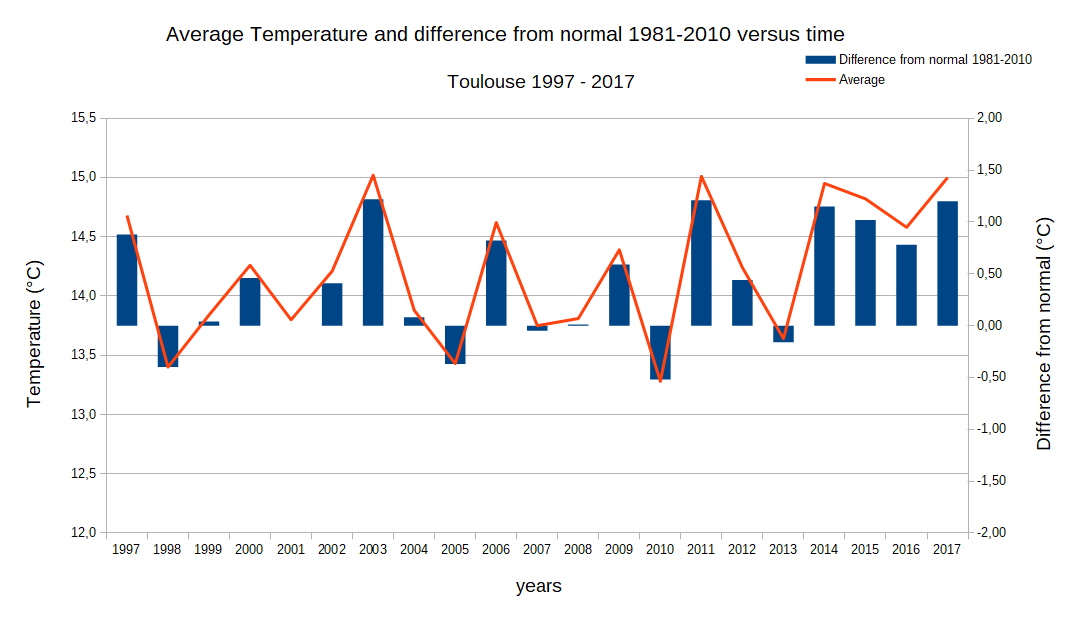 Average Temperature and difference from normal 1981-2010 versus time
Toulouse 1997 - 2017
Difference from normal 1981-2010
Average
15,5
15,0
14,5
14,0
13,5
13,0
12,5
12,0
Temperature (°C)
2,00
1,50
1,00
0,50
0,00
-0,50
-1,00
-1,50
-2,00
Difference from normal (°C)
1997 1998 1999 2000 2001 2002 2003 2004 2005 2006 2007 2008 2009 2010 2011 2012 2013 2014 2015 2016 2017
years